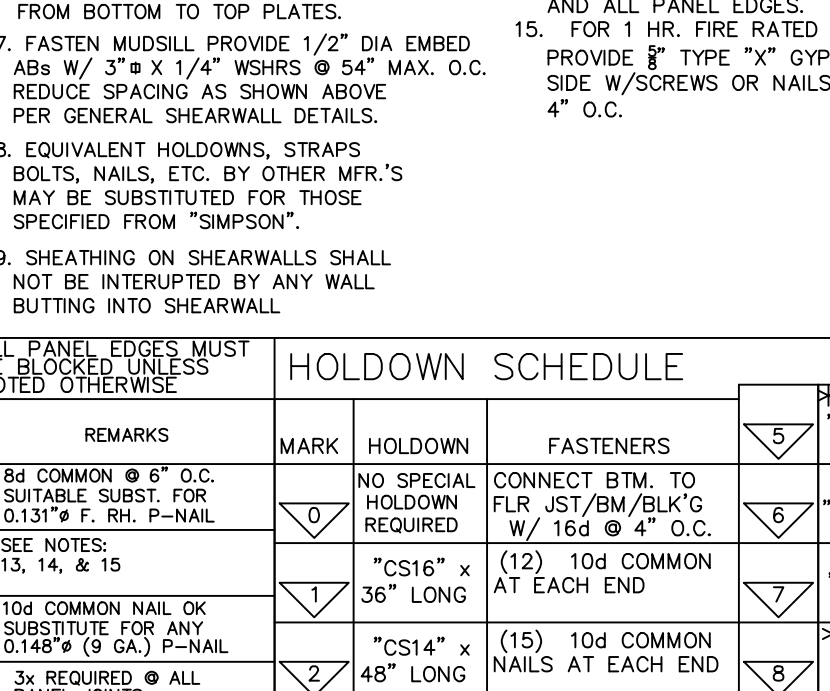 FROM BOTTOM TO TOP PLATES.
7. FASTEN MUDSILL PROVIDE 1/2" DIA EMBED
ABs W/ 3"⌑ X 1/4" WSHRS @ 54" MAX. O.C.
REDUCE SPACING AS SHOWN ABOVE
PER GENERAL SHEARWALL DETAILS.
8. EQUIVALENT HOLDOWNS, STRAPS
BOLTS, NAILS, ETC. BY OTHER MFR.'S
MAY BE SUBSTITUTED FOR THOSE
SPECIFIED FROM "SIMPSON".
9. SHEATHING ON SHEARWALLS SHALL
NOT BE INTERUPTED BY ANY WALL
BUTTING INTO SHEARWALL
AND ALL PANEL EDGES.
15. FOR 1 HR. FIRE RATED
PROVIDE 5/8" TYPE "X" GYP
SIDE W/SCREWS OR NAILS
4" O.C.
PANEL EDGES MUST
BLOCKED UNLESS
OTHERWISE
REMARKS
8d COMMON @ 6" O.C.
SUITABLE SUBST. FOR
0.131"ø F. RH. P-NAIL
SEE NOTES:
13, 14, & 15
10d COMMON NAIL OK
SUBSTITUTE FOR ANY
0.148"ø (9 GA.) P-NAIL
3x REQUIRED @ ALL
PANEL JOINTS
HOLDOWN SCHEDULE
MARK HOLDOWN FASTENERS
0
NO SPECIAL
HOLDOWN
REQUIRED
CONNECT BTM. TO
FLR JST/BM/BLK'G
W/ 16d @ 4" O.C.
1
"CS16" x
36" LONG
(12) 10d COMMON
AT EACH END
2
"CS14" x
48" LONG
(15) 10d COMMON
NAILS AT EACH END
5
6
7
8